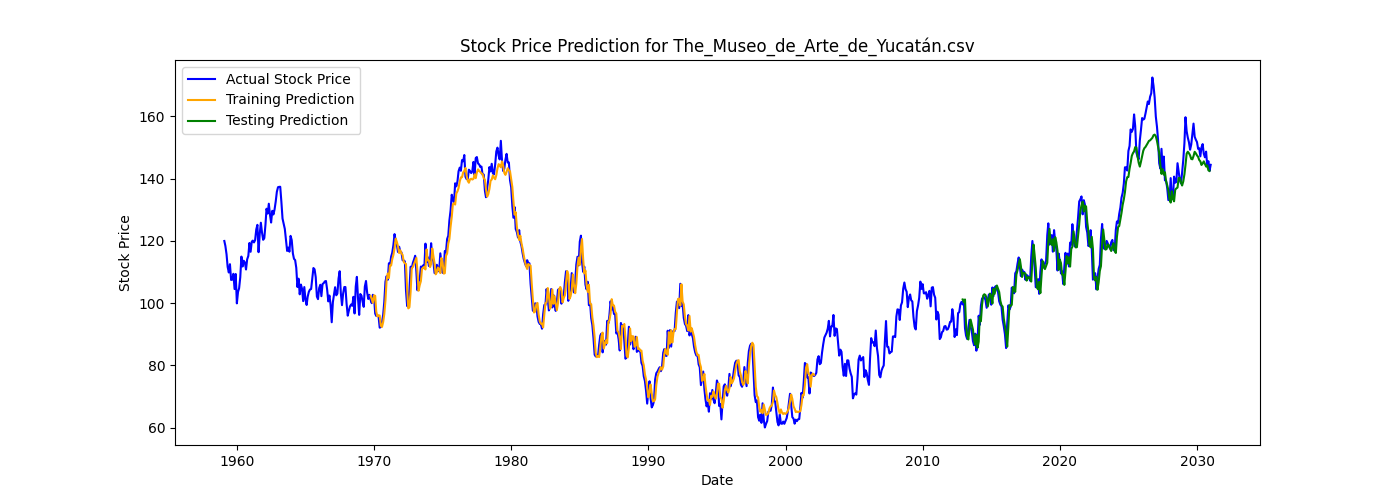 Stock Price Prediction for The_Museo_de_Arte_de_Yucatán.csv
Actual Stock Price
Training Prediction
Testing Prediction
Stock Price
160
140
120
100
80
60
1960
1970
1980
1990
2000
2010
2020
2030
Date